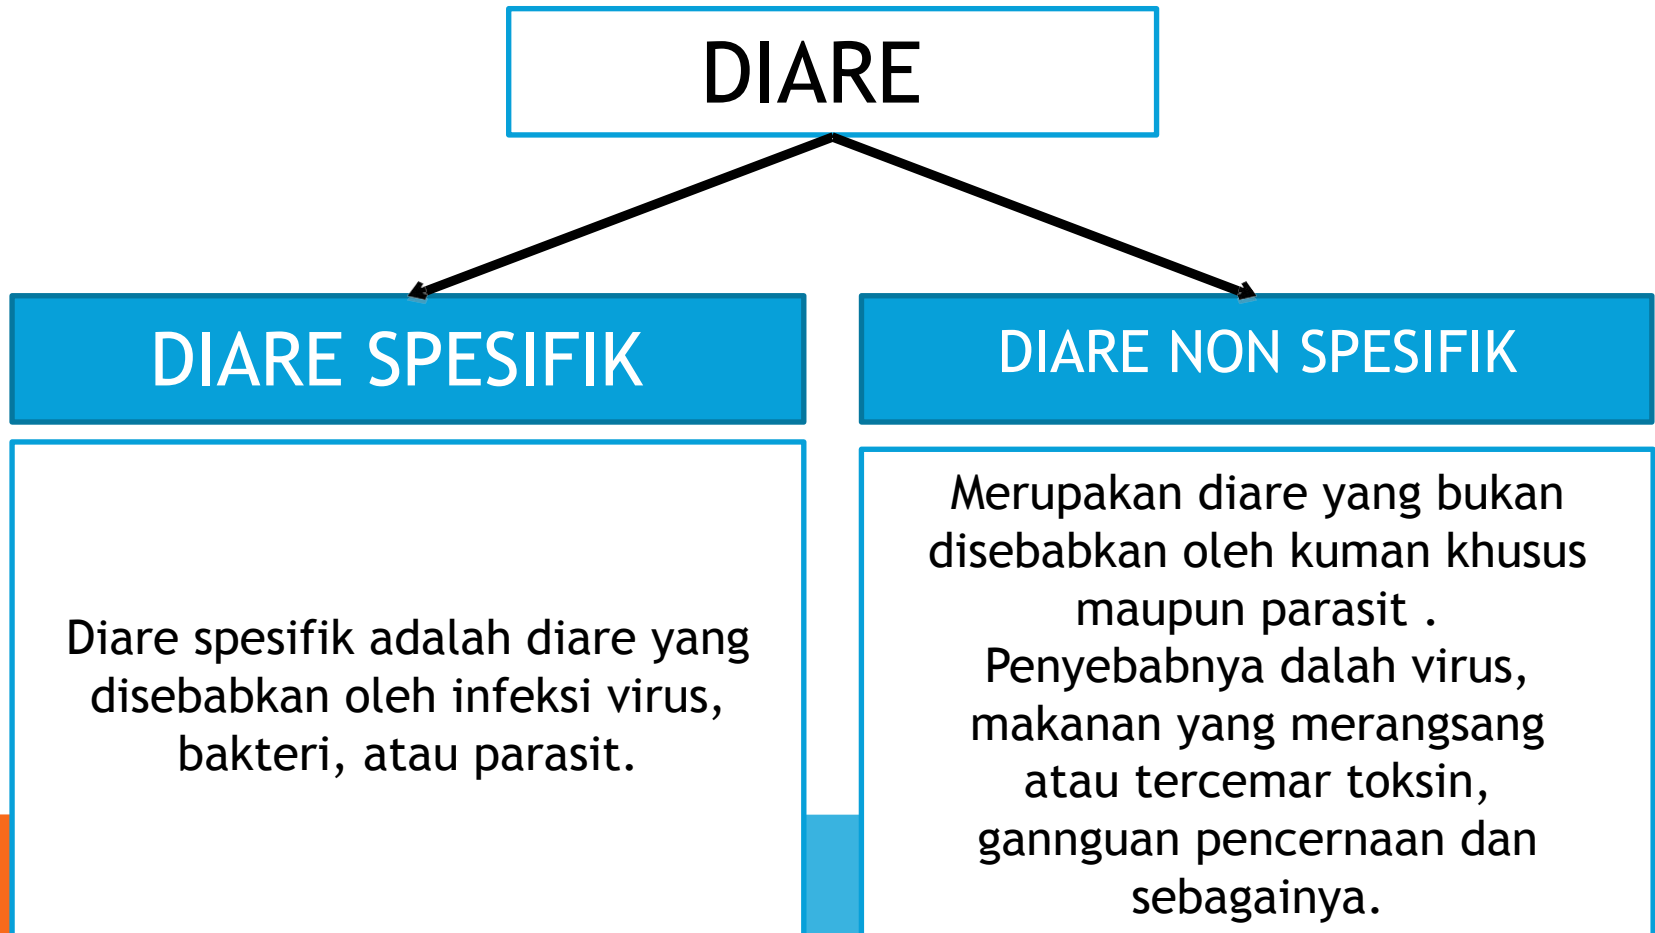 DIARE
DIARE SPESIFIK
Diare spesifik adalah diare yang
disebabkan oleh infeksi virus,
bakteri, atau parasit.
DIARE NON SPESIFIK
Merupakan diare yang bukan
disebabkan oleh kuman khusus
maupun parasit .
Penyebabnya dalah virus,
makanan yang merangsang
atau tercemar toksin,
gannguan pencernaan dan
sebagainya.